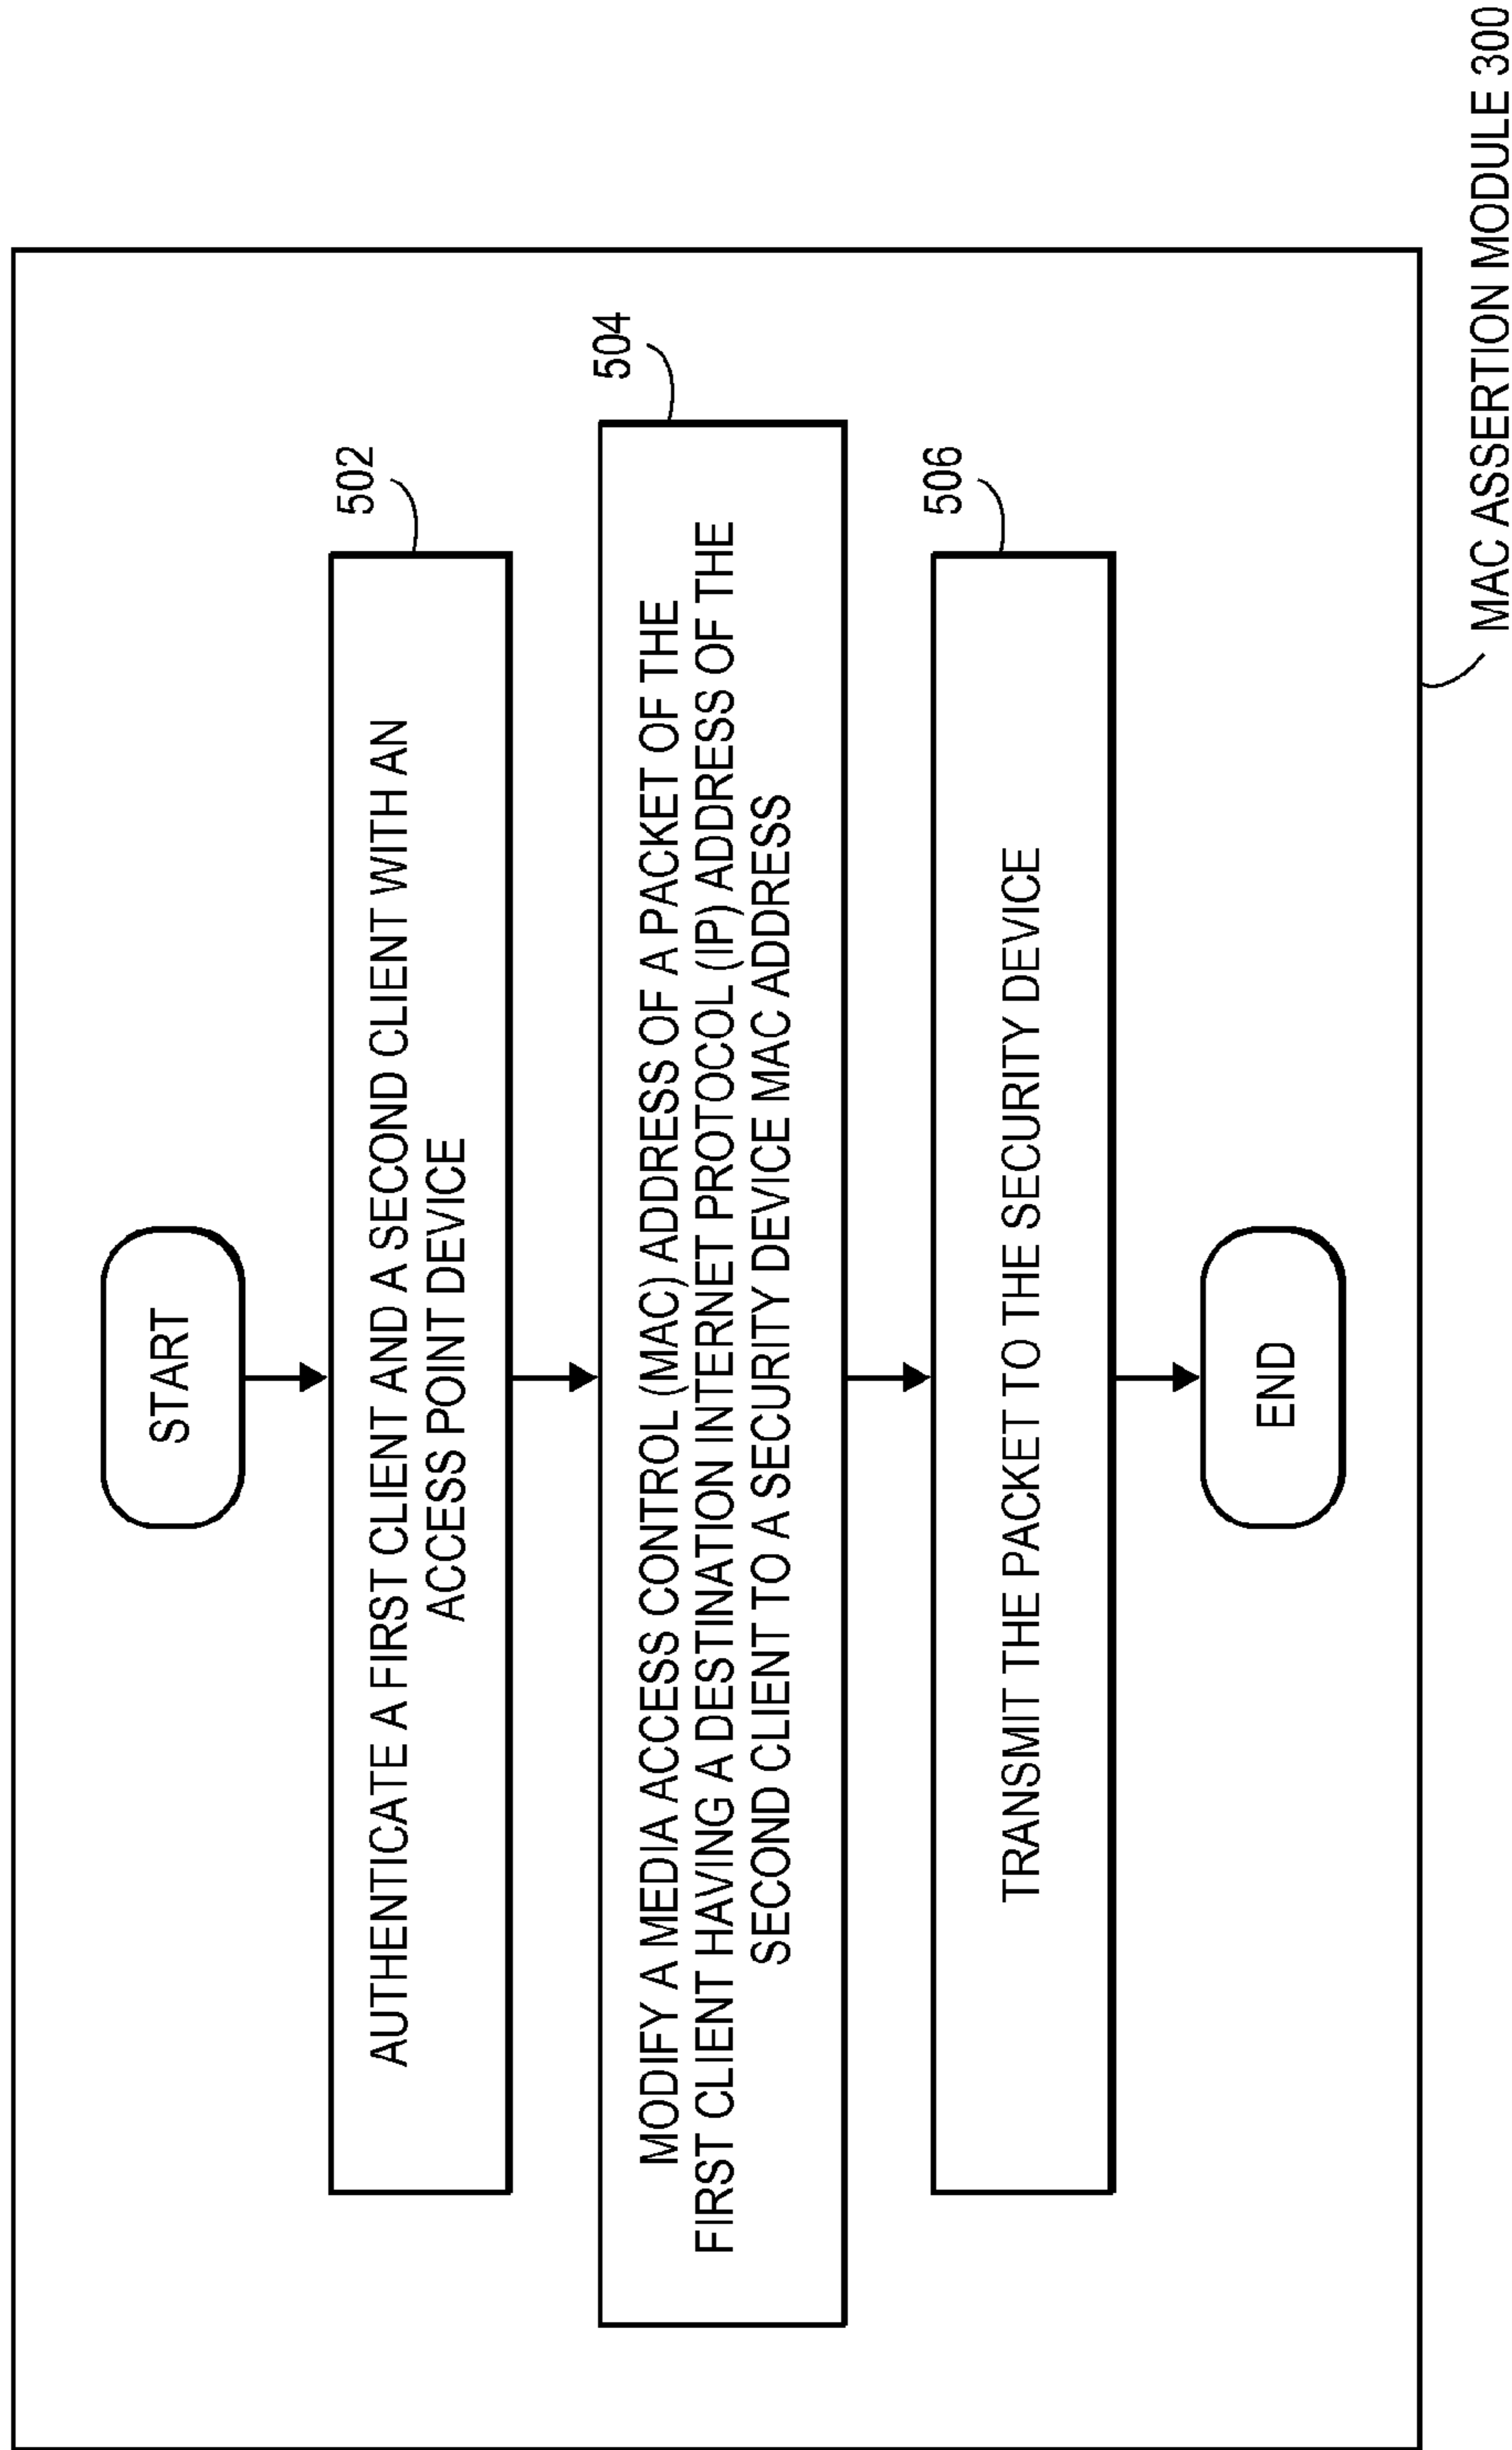 START
502
AUTHENTICATE A FIRST CLIENT AND A SECOND CLIENT WITH AN
ACCESS POINT DEVICE
504
MODIFY A MEDIA ACCESS CONTROL (MAC) ADDRESS OF A PACKET OF THE
FIRST CLIENT HAVING A DESTINATION INTERNET PROTOCOL (IP) ADDRESS OF THE
SECOND CLIENT TO A SECURITY DEVICE MAC ADDRESS
506
TRANSMIT THE PACKET TO THE SECURITY DEVICE
END
MAC ASSERTION MODULE 300